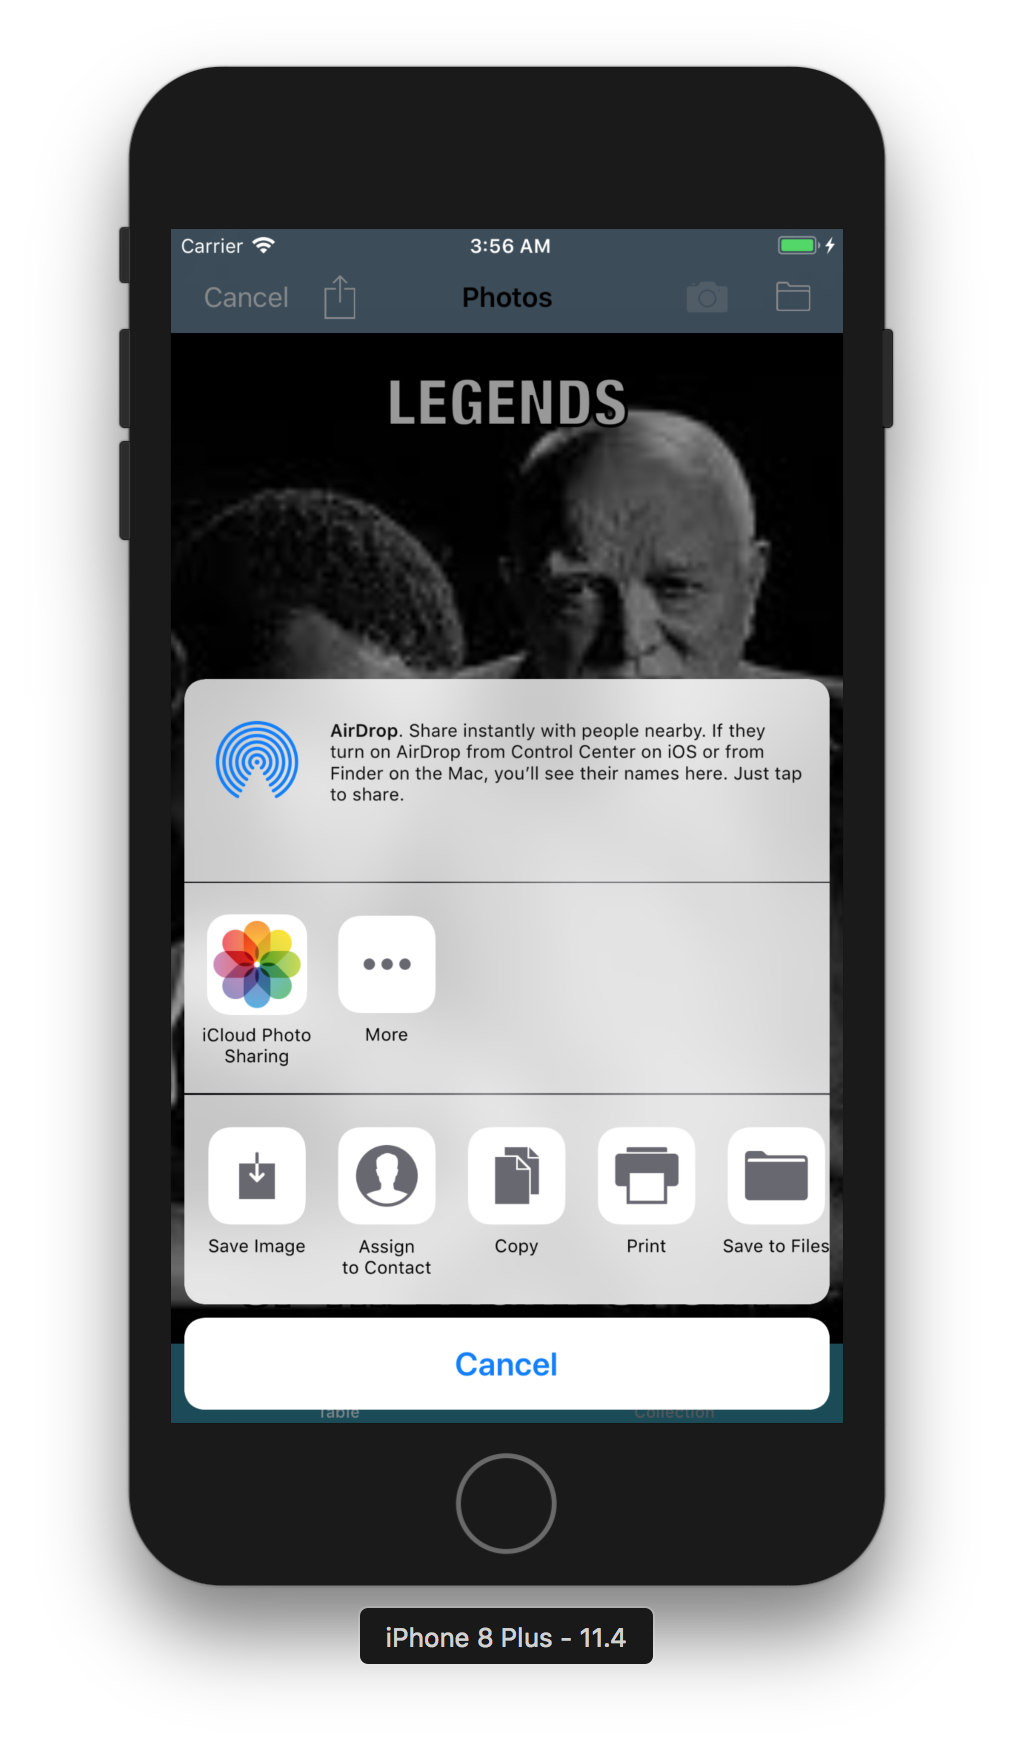 Carrier
3:56 AM
Cancel
Photos
LEGENDS
AirDrop. Share instantly with people nearby. If they
turn on AirDrop from Control Center on iOS or from
Finder on the Mac, you'll see their names here. Just tap
to share.
iCloud Photo
Sharing
More
Save Image
Assign
to Contact
Copy
Print
Save to Files
Cancel
Table
Collection
iPhone 8 Plus - 11.4